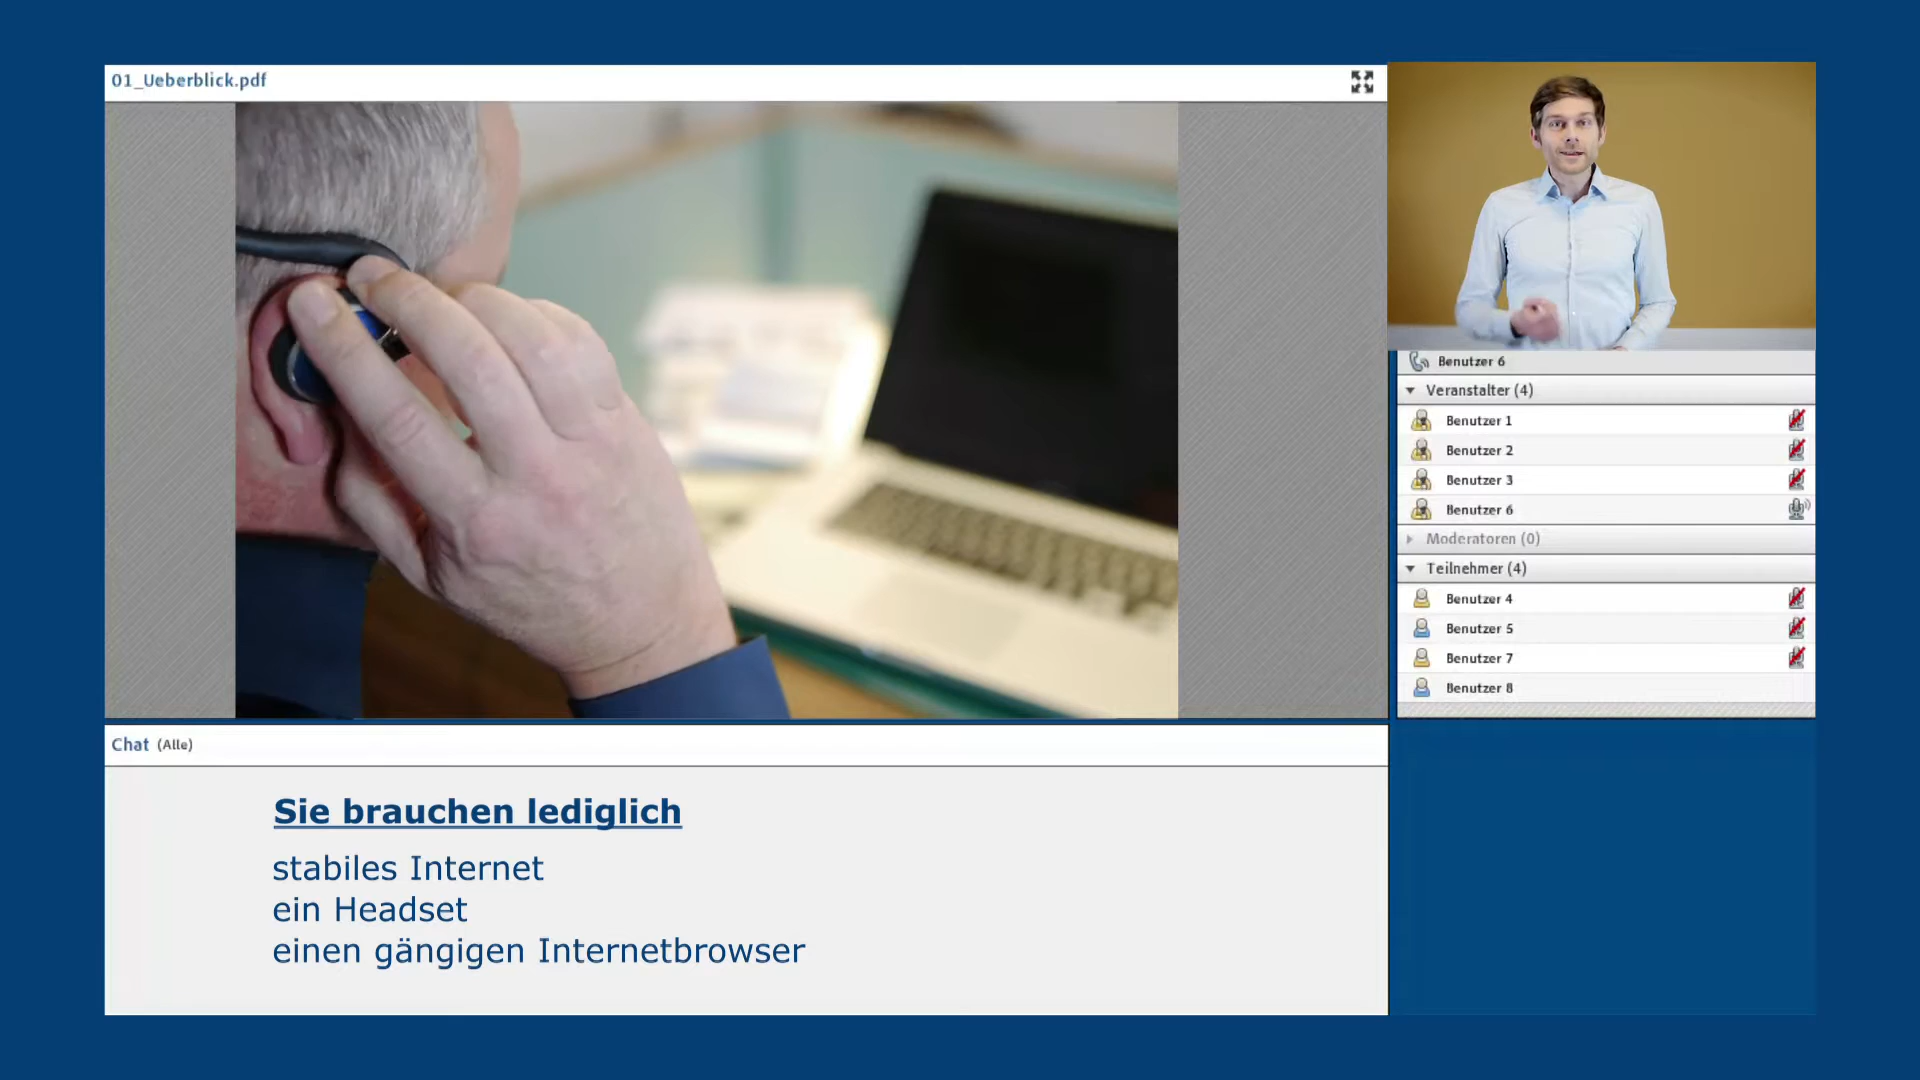 01_Ueberblick.pdf
Benutzer 6
Veranstalter (4)
Benutzer 1
Benutzer 2
Benutzer 3
Benutzer 6
Moderatoren (0)
Teilnehmer (4)
Benutzer 4
Benutzer 5
Benutzer 7
Benutzer 8
Chat (Alle)
Sie brauchen lediglich
stabiles Internet
ein Headset
einen gängigen Internetbrowser